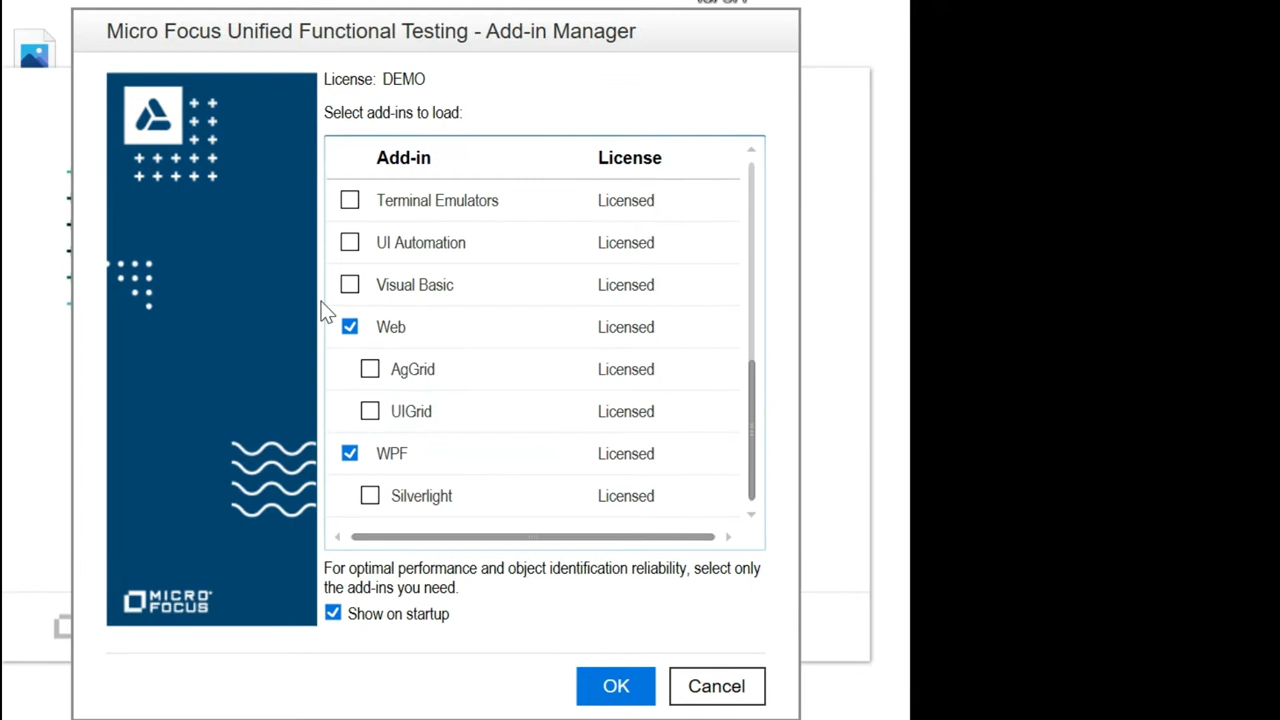 Micro Focus Unified Functional Testing - Add-in Manager
License: DEMO
Select add-ins to load:
Add-in License
Terminal Emulators Licensed
UI Automation Licensed
Visual Basic Licensed
Web Licensed
AgGrid Licensed
UIGrid Licensed
WPF Licensed
Silverlight Licensed
For optimal performance and object identification reliability, select only
the add-ins you need.
MICRO
FOCUS
Show on startup
OK Cancel